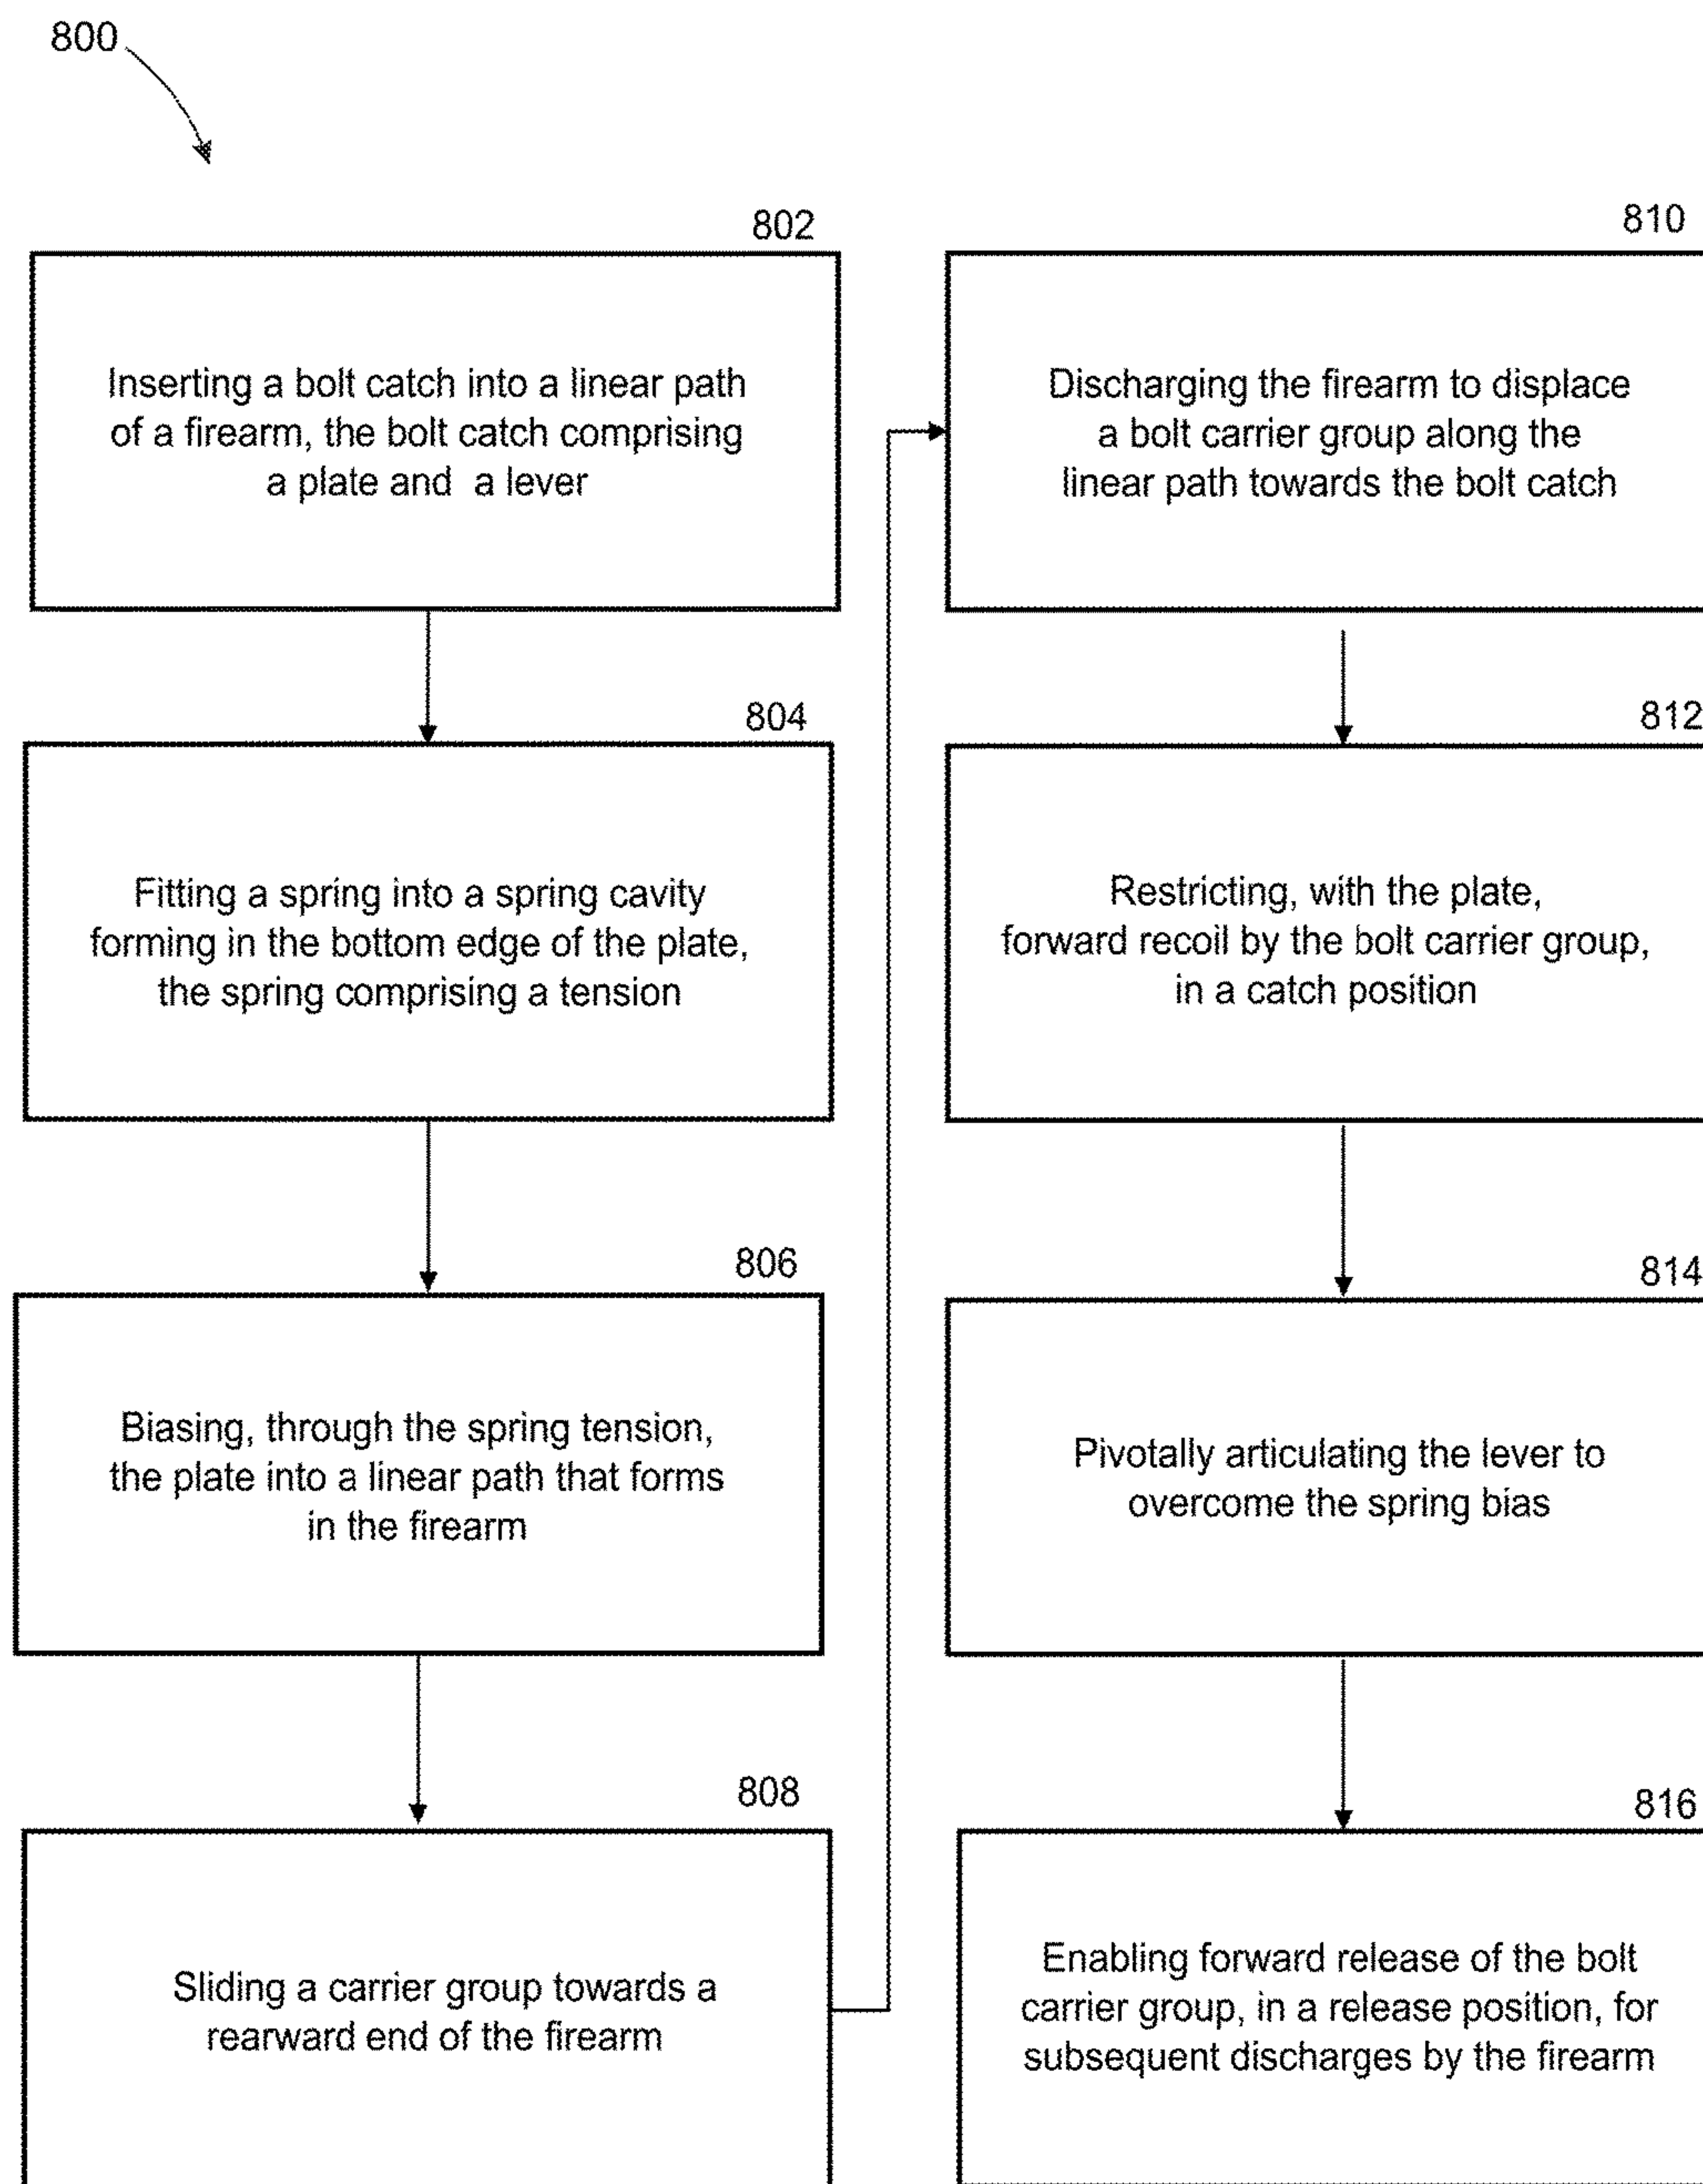 800
802
Inserting a bolt catch into a linear path
of a firearm, the bolt catch comprising
a plate and a lever
804
Fitting a spring into a spring cavity
forming in the bottom edge of the plate,
the spring comprising a tension
806
Biasing, through the spring tension,
the plate into a linear path that forms
in the firearm
808
Sliding a carrier group towards a
rearward end of the firearm
810
Discharging the firearm to displace
a bolt carrier group along the
linear path towards the bolt catch
812
Restricting, with the plate,
forward recoil by the bolt carrier group,
in a catch position
814
Pivotally articulating the lever to
overcome the spring bias
816
Enabling forward release of the bolt
carrier group, in a release position, for
subsequent discharges by the firearm